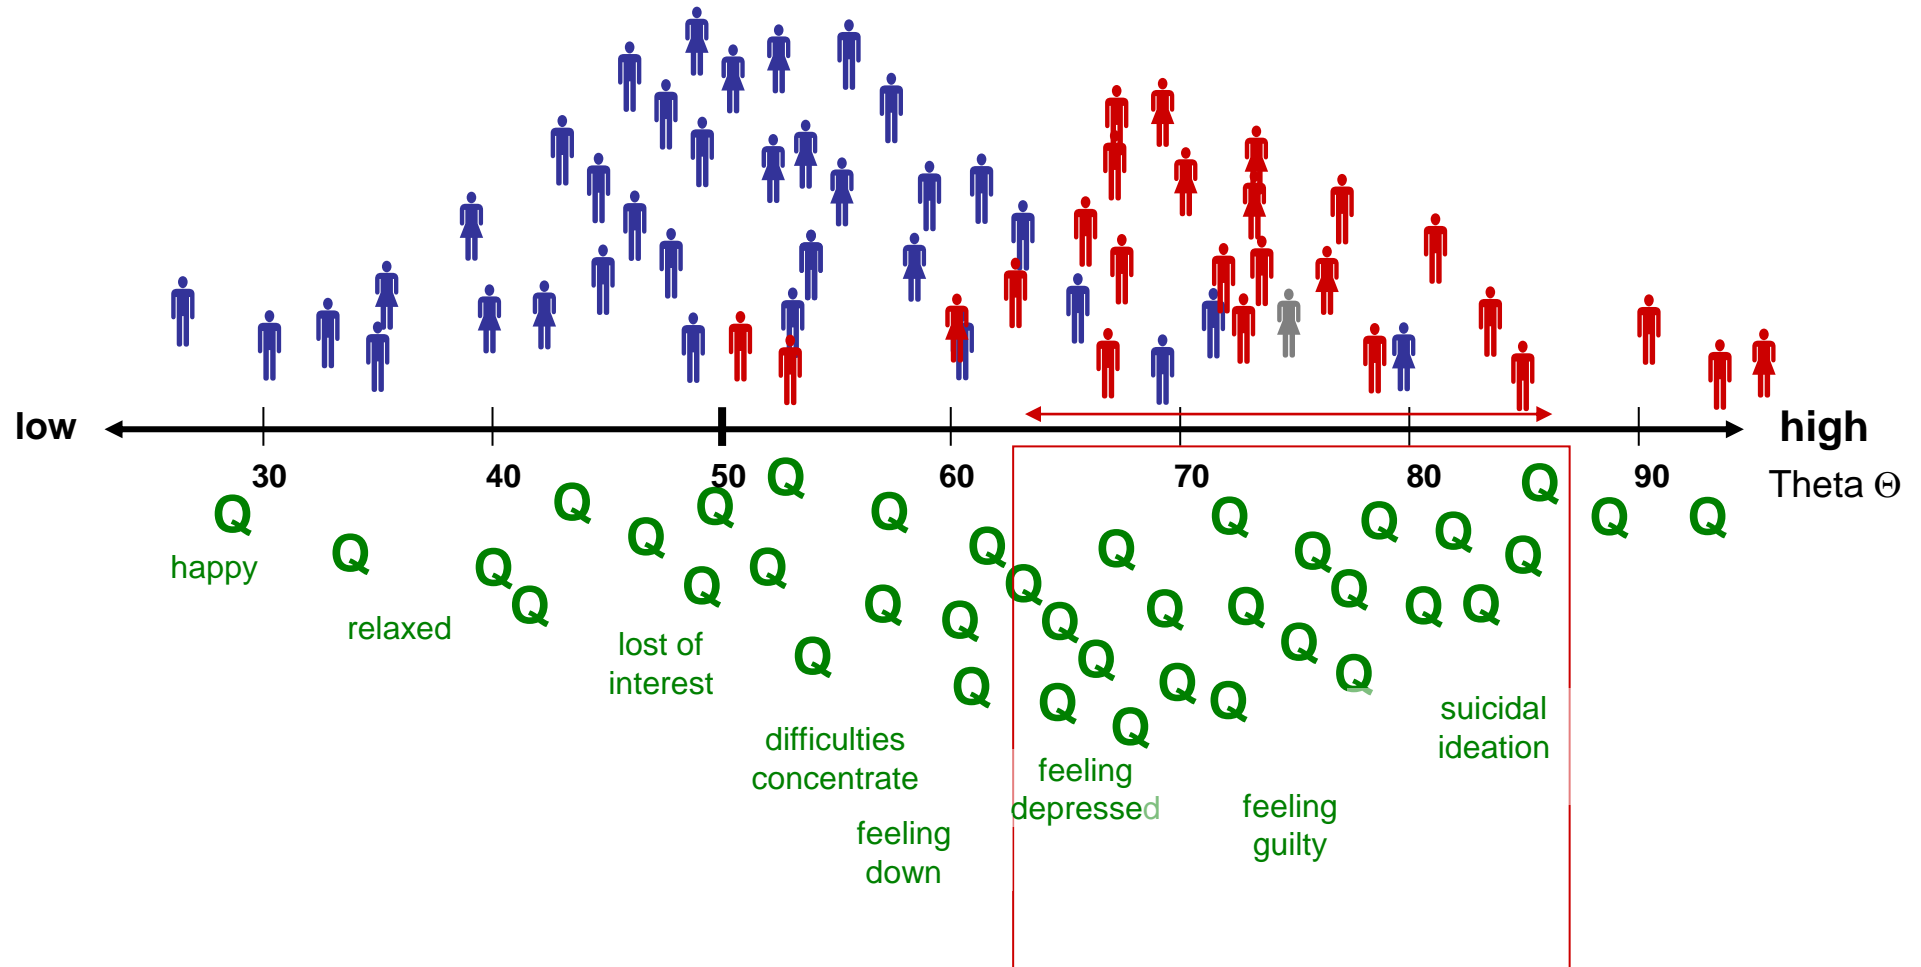 low
high
30 40 50 60 70 80 90
Theta Θ
Q Q
Q Q Q Q Q Q Q Q Q
Q Q Q Q Q Q Q Q
happy
Q Q Q Q Q Q Q Q Q Q Q
relaxed
lost of
interest
Q Q Q Q
Q Q Q Q
Q
suicidal
ideation
difficulties
concentrate
feeling
depressed
feeling
guilty
feeling
down